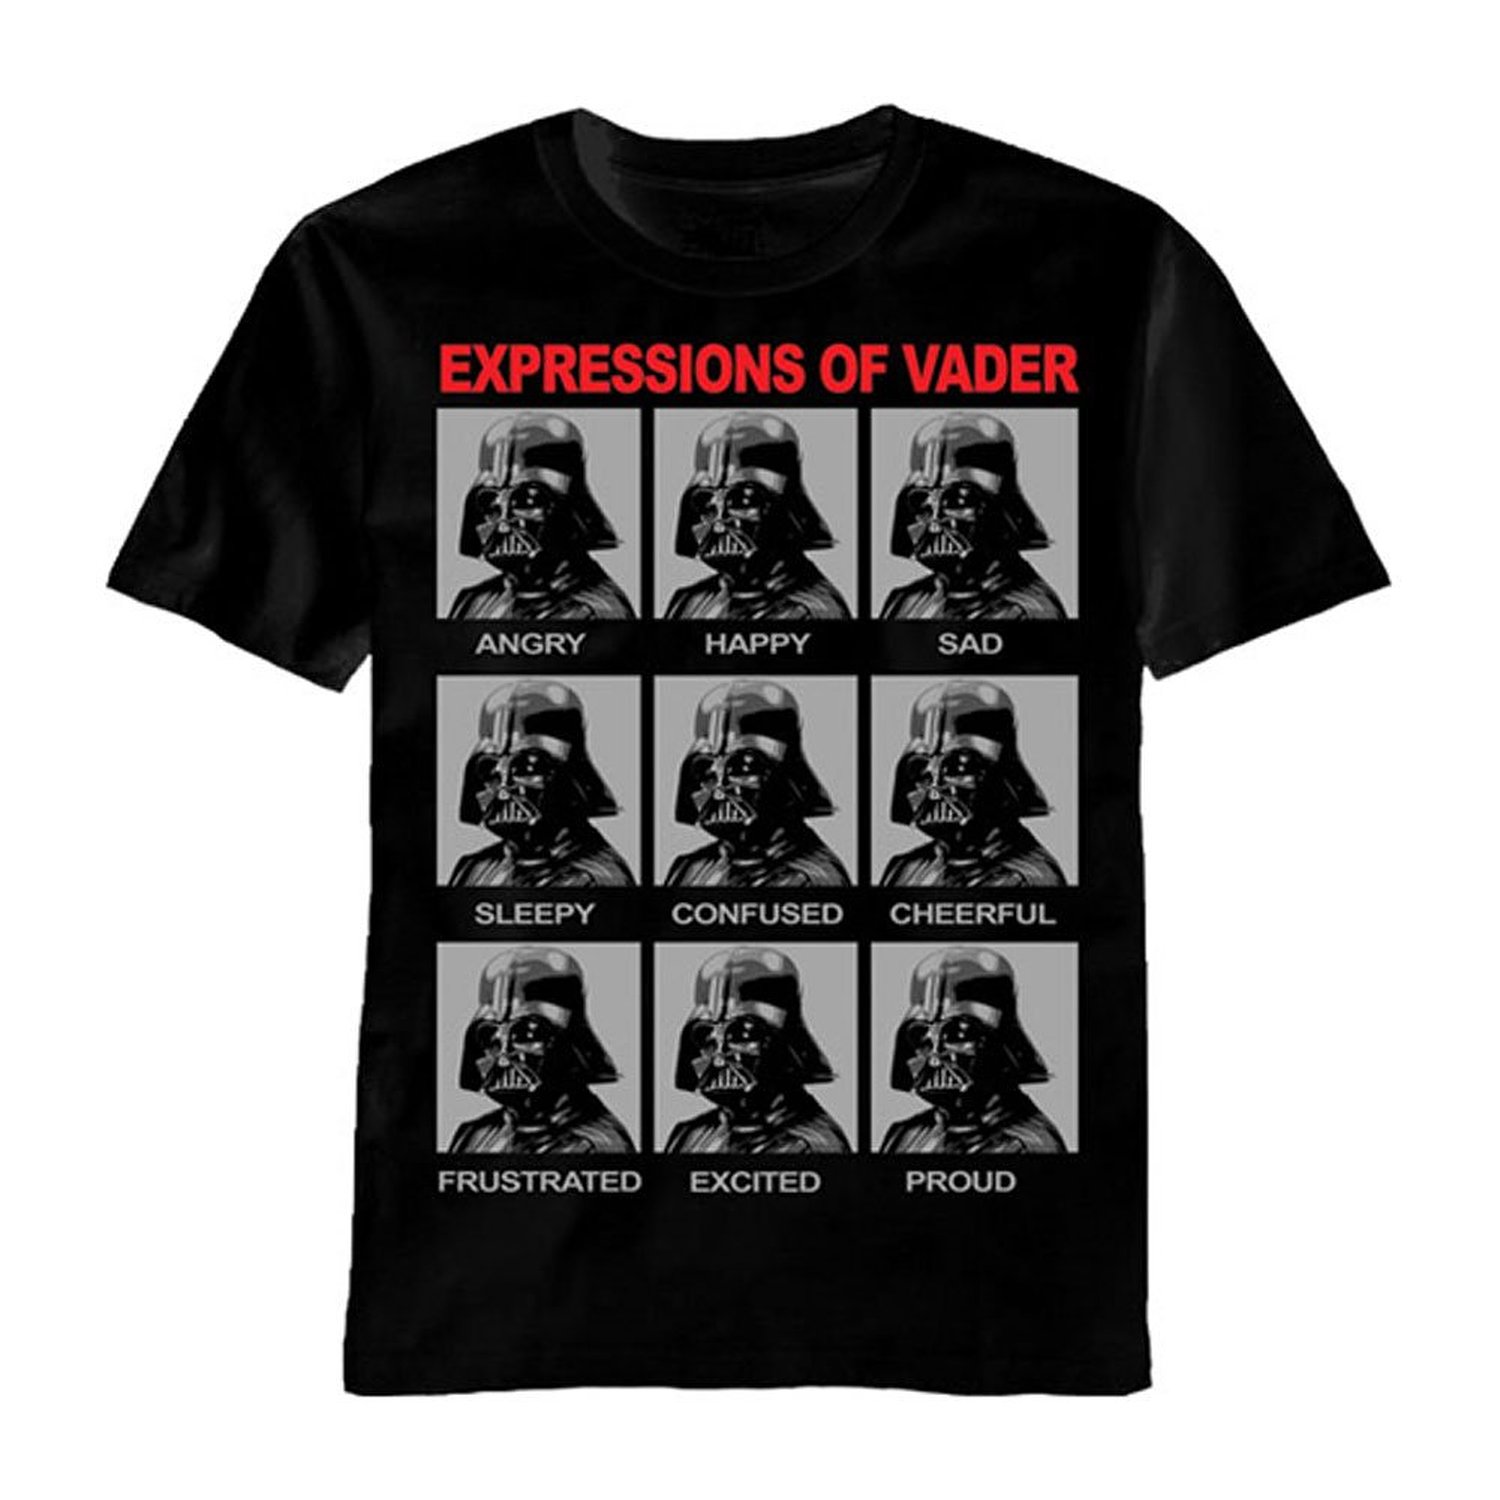 EXPRESSIONS OF VADER
ANGRY HAPPY SAD
SLEEPY CONFUSED CHEERFUL
FRUSTRATED EXCITED PROUD